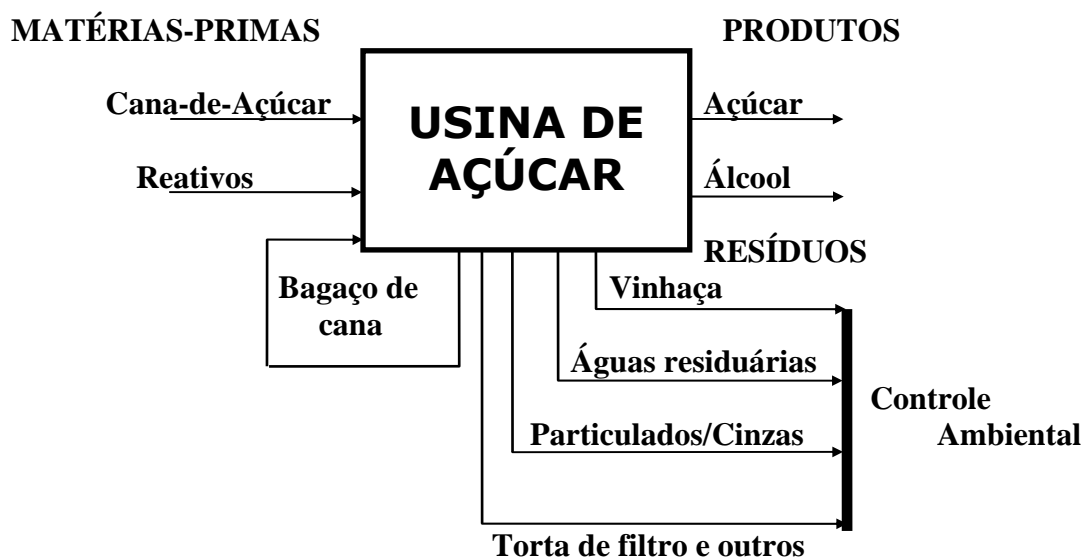 MATÉRIAS-PRIMAS
PRODUTOS
Cana-de-Açúcar
Reativos
USINA DE
AÇÚCAR
Açúcar
Álcool
RESÍDUOS
Bagaço de
cana
Vinhaça
Águas residuárias
Particulados/Cinzas
Torta de filtro e outros
Controle
Ambiental